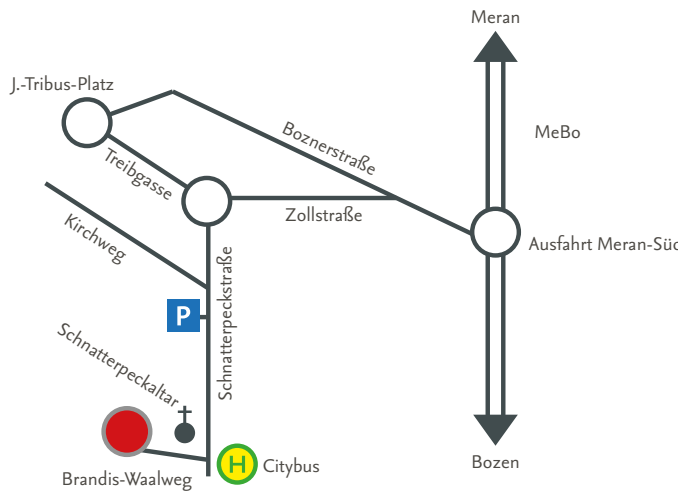 Meran
J.-Tribus-Platz
MeBo
Boznerstraße
Treibgasse
Zollstraße
Kirchweg
Ausfahrt Meran-Süd
Schnatterpeckstraße
P
Schnatterpeckaltar
H
Citybus
Brandis-Waalweg
Bozen